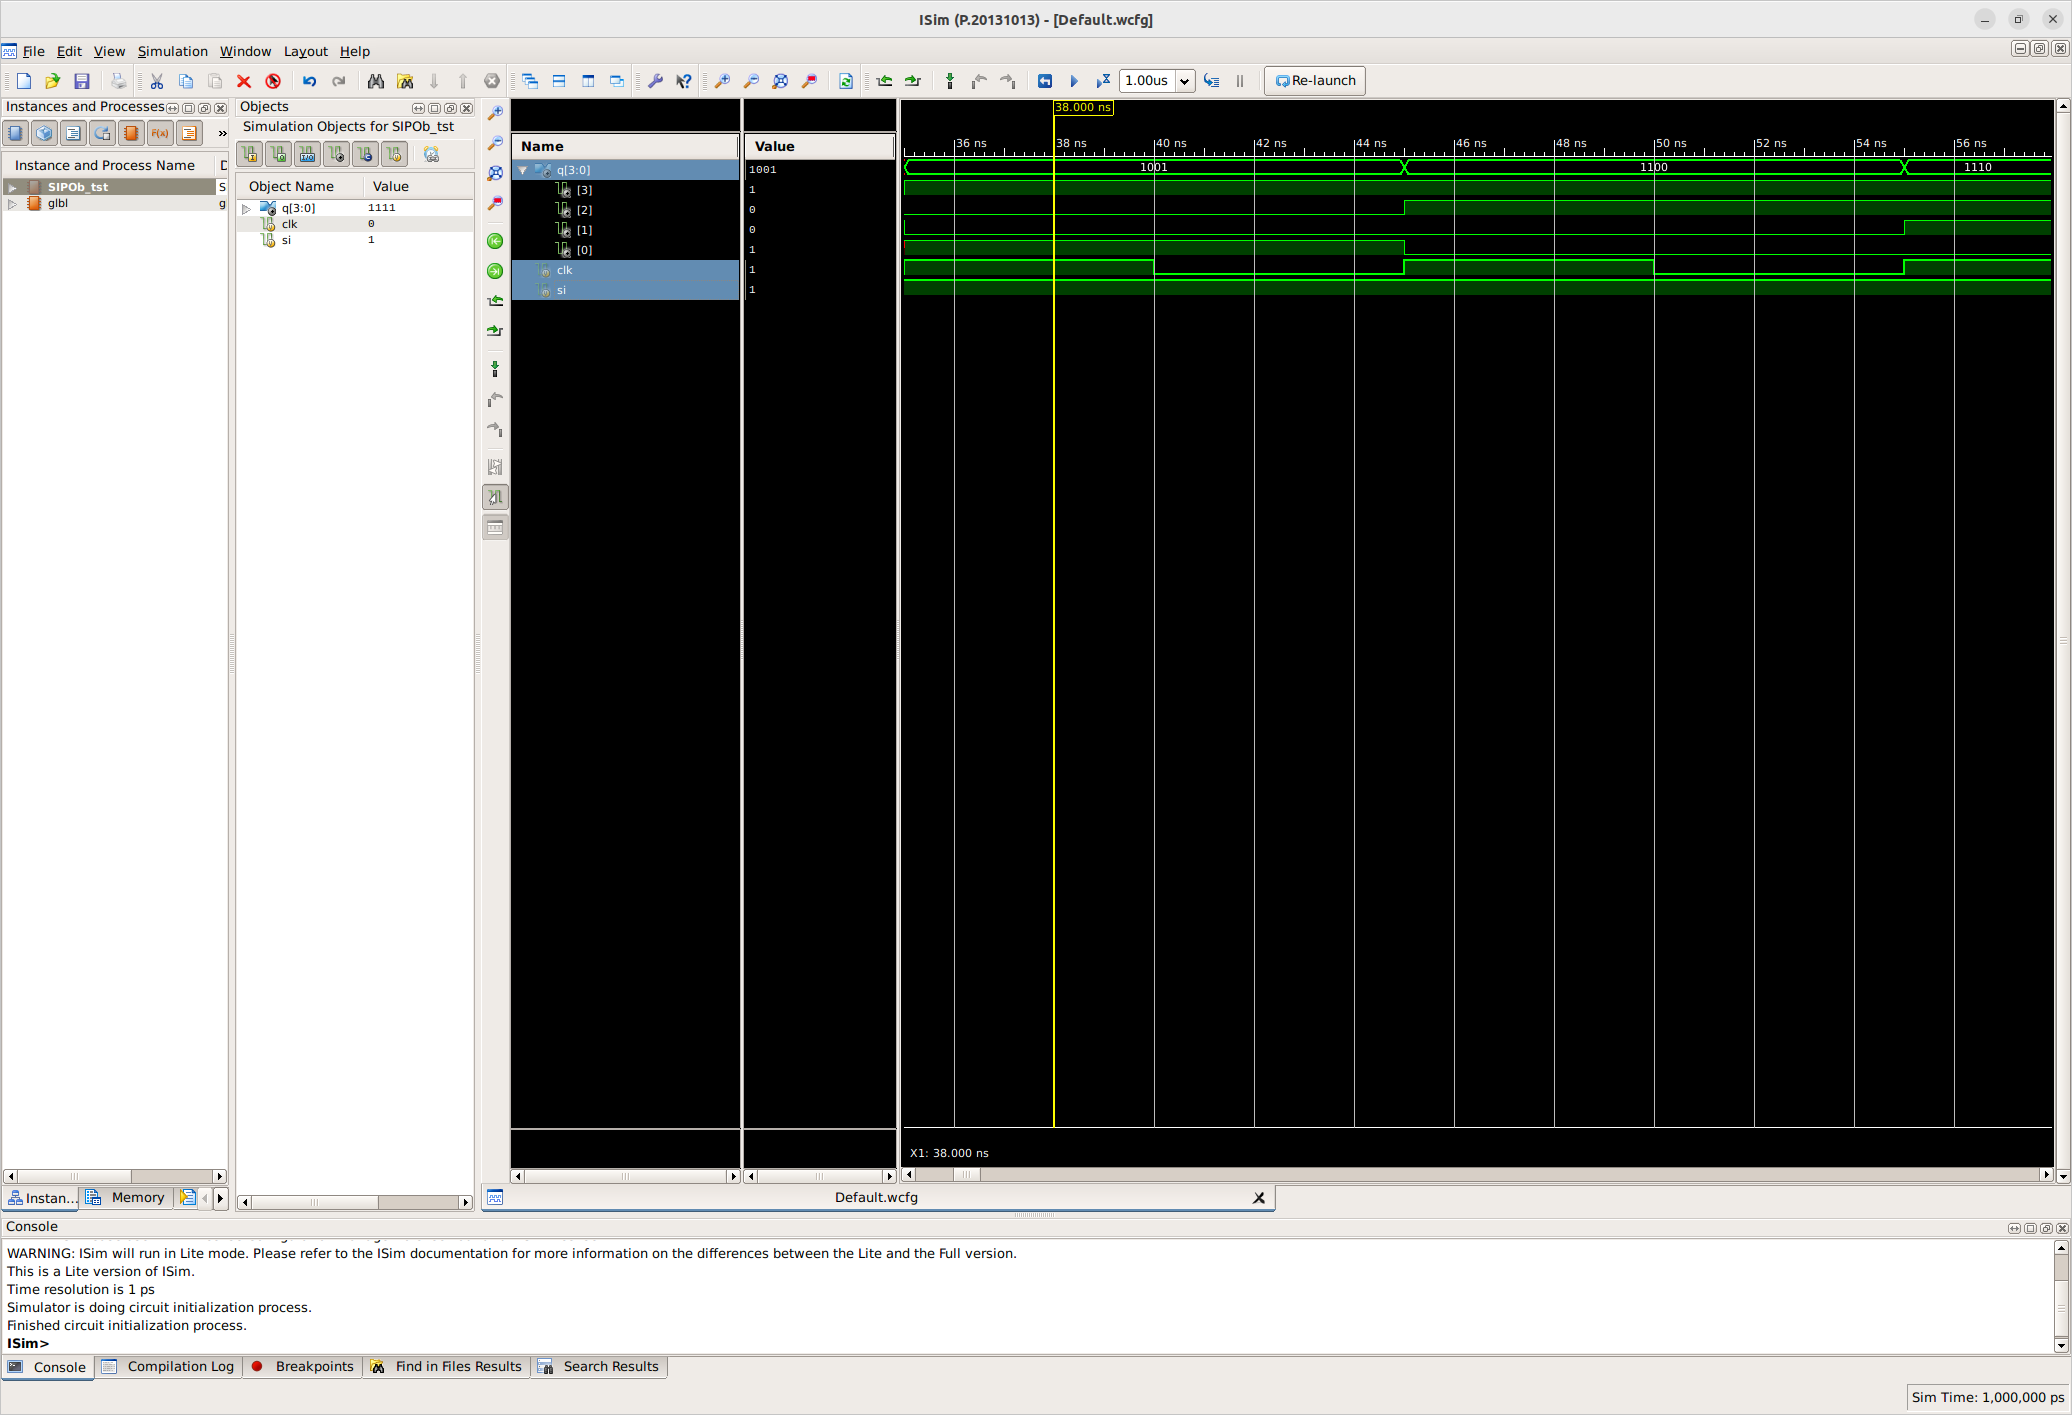 ISim (P.20131013) - [Default.wcfg]
File Edit View Simulation Window Layout Help
1.00us Re-launch
Instances and Processes
Instance and Process Name D
SIPOb_tst S
glbl g
Instan... Memory
Objects
Simulation Objects for SIPOb_tst
Object Name Value
q[3:0] 1111
clk 0
si 1
Name Value
q[3:0] 1001
[3] 1
[2] 0
[1] 0
[0] 1
clk 1
si 1
38.000 ns
36 ns 38 ns 40 ns 42 ns 44 ns 46 ns 48 ns 50 ns 52 ns 54 ns 56 ns
1001 1100 1110
X1: 38.000 ns
Default.wcfg
Console
WARNING: ISim will run in Lite mode. Please refer to the ISim documentation for more information on the differences between the Lite and the Full version.
This is a Lite version of ISim.
Time resolution is 1 ps
Simulator is doing circuit initialization process.
Finished circuit initialization process.
ISim>
Console Compilation Log Breakpoints Find in Files Results Search Results
Sim Time: 1,000,000 ps